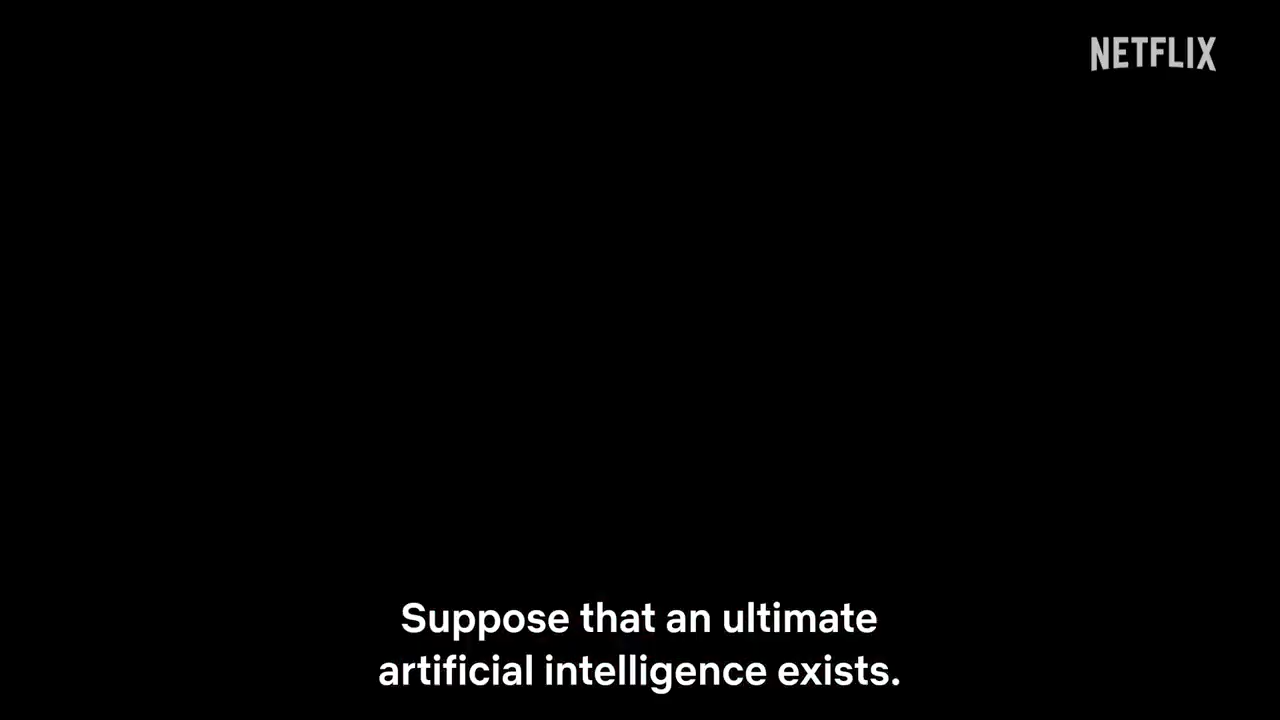 NETFLIX
Suppose that an ultimate
artificial intelligence exists.